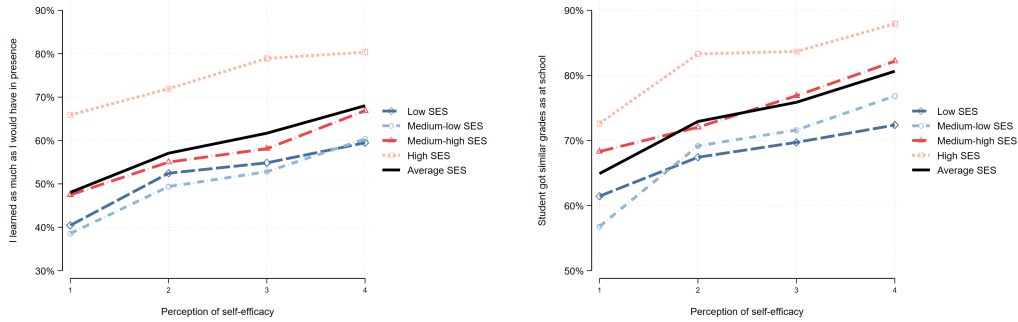 I learned as much as I would have in presence
90%
80%
70%
60%
50%
40%
30%
1 2 3 4
Perception of self-efficacy
Low SES
Medium-low SES
Medium-high SES
High SES
Average SES
Student got similar grades as at school
90%
80%
70%
60%
50%
1 2 3 4
Perception of self-efficacy
Low SES
Medium-low SES
Medium-high SES
High SES
Average SES